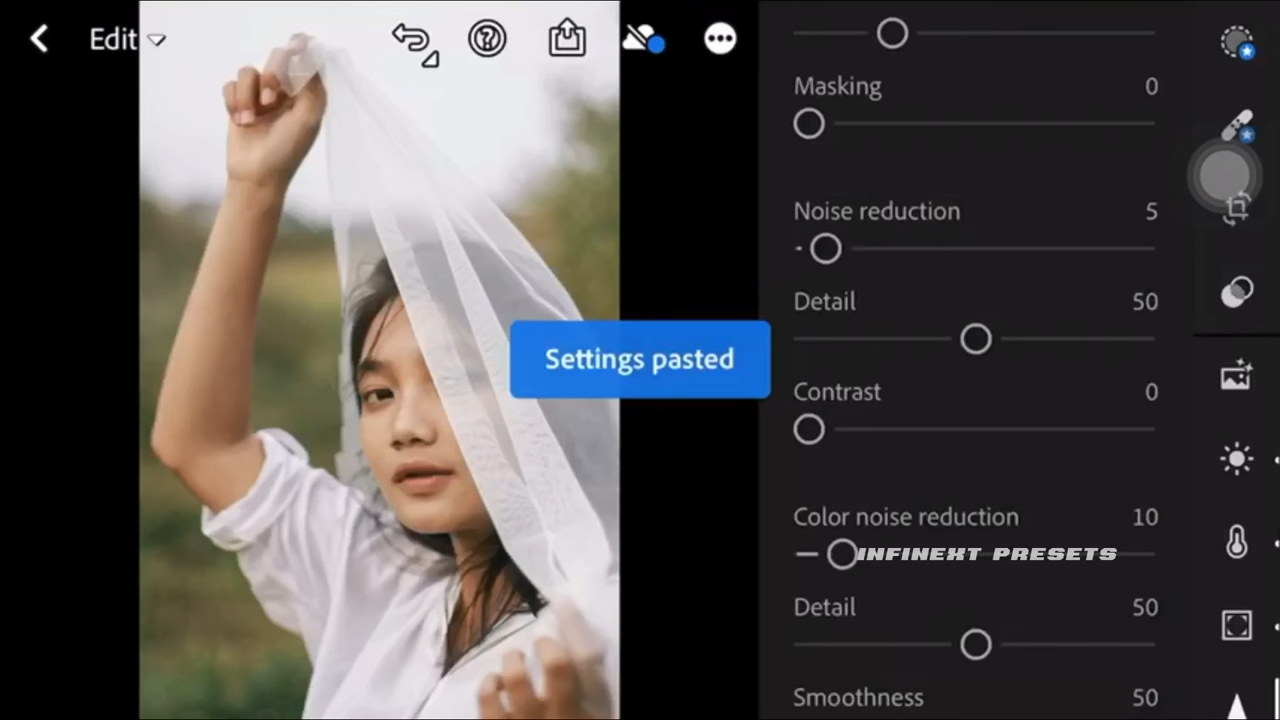 Edit
Masking 0
Noise reduction 5
Detail 50
Settings pasted
Contrast 0
Color noise reduction 10
INFINEXT PRESETS
Detail 50
Smoothness 50